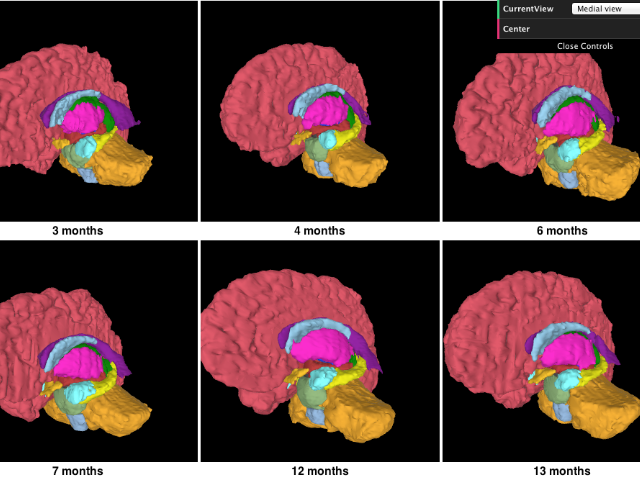 CurrentView Medial view
Center
Close Controls
3 months 4 months 6 months
7 months 12 months 13 months